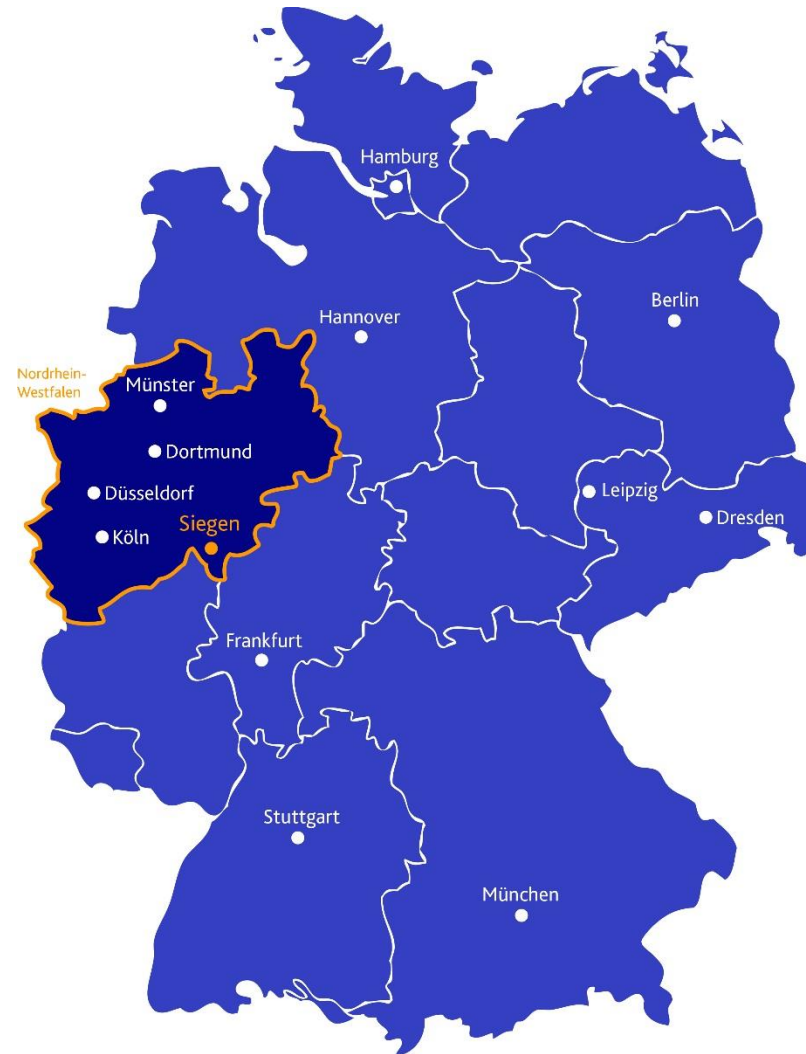 Hamburg
Berlin
Hannover
Nordrhein-
Westfalen
Münster
Dortmund
Düsseldorf
Leipzig
Dresden
Siegen
Köln
Frankfurt
Stuttgart
München